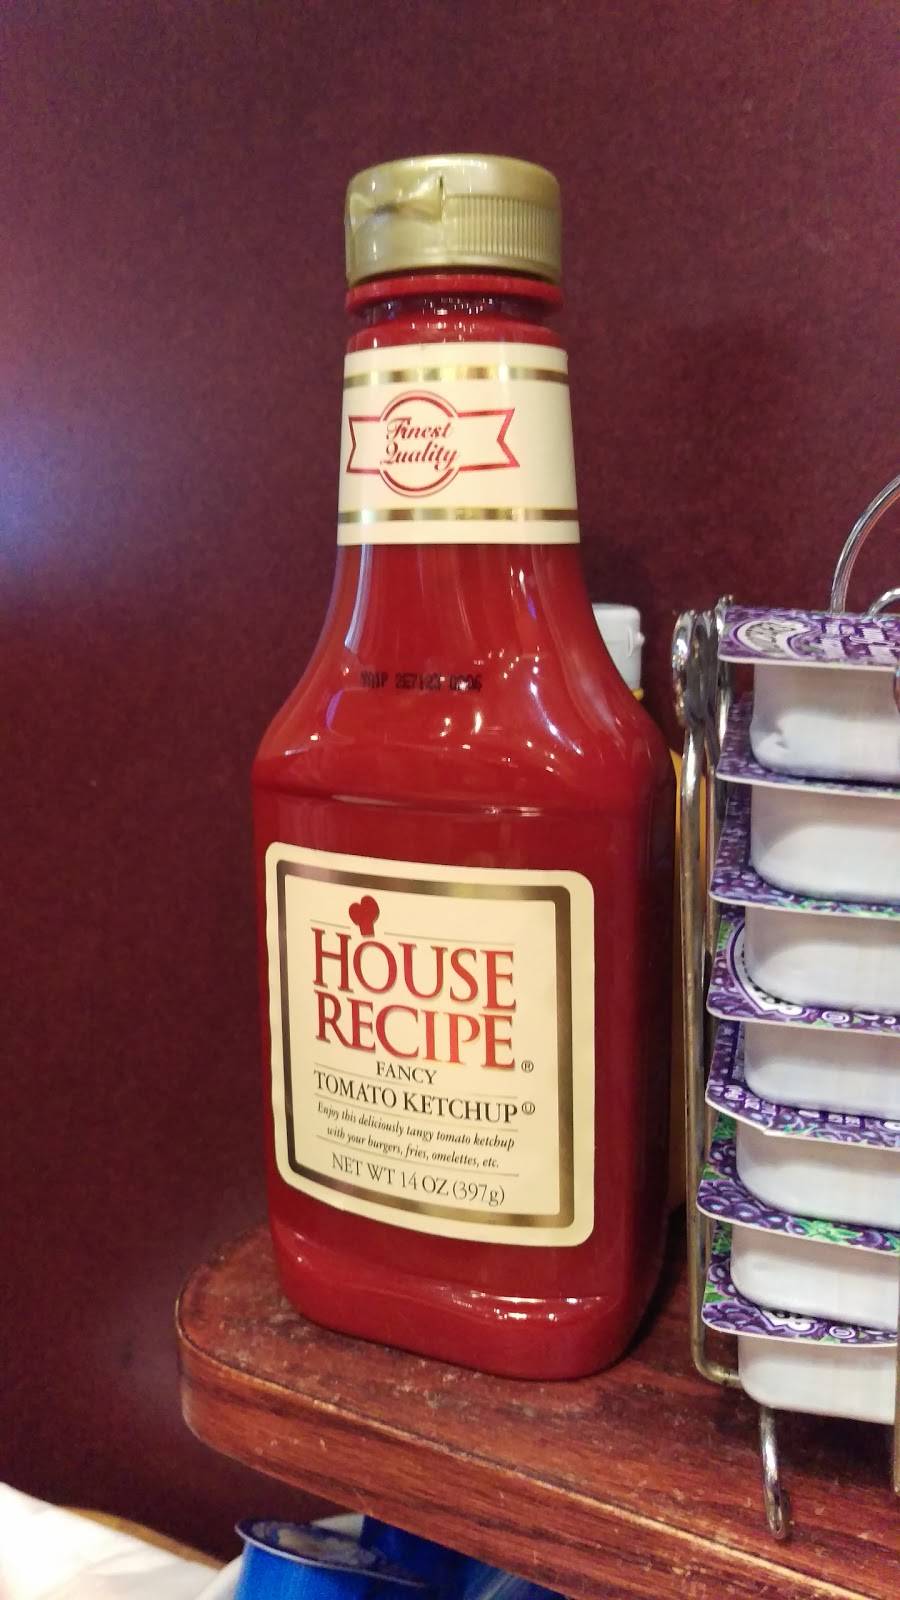 Finest
Quality
HOUSE
RECIPE®
FANCY
TOMATO KETCHUP Ⓤ
Enjoy this deliciously tangy tomato ketchup
with your burgers, fries, omelettes, etc.
NET WT 14 OZ (397g)